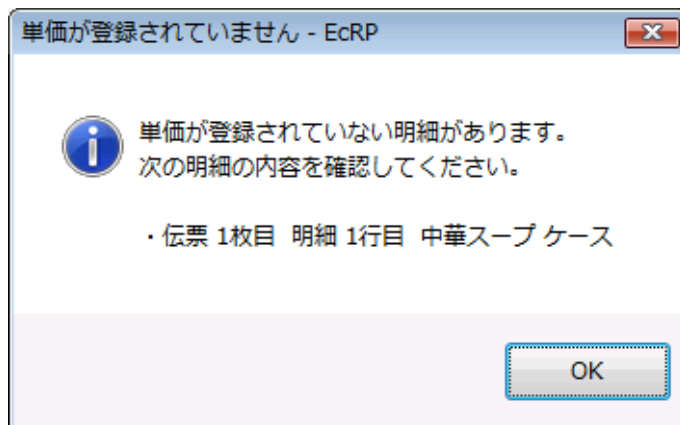 単価が登録されていません - EcRP
単価が登録されていない明細があります。
次の明細の内容を確認してください。
・伝票 1枚目 明細 1行目 中華スープ ケース
OK